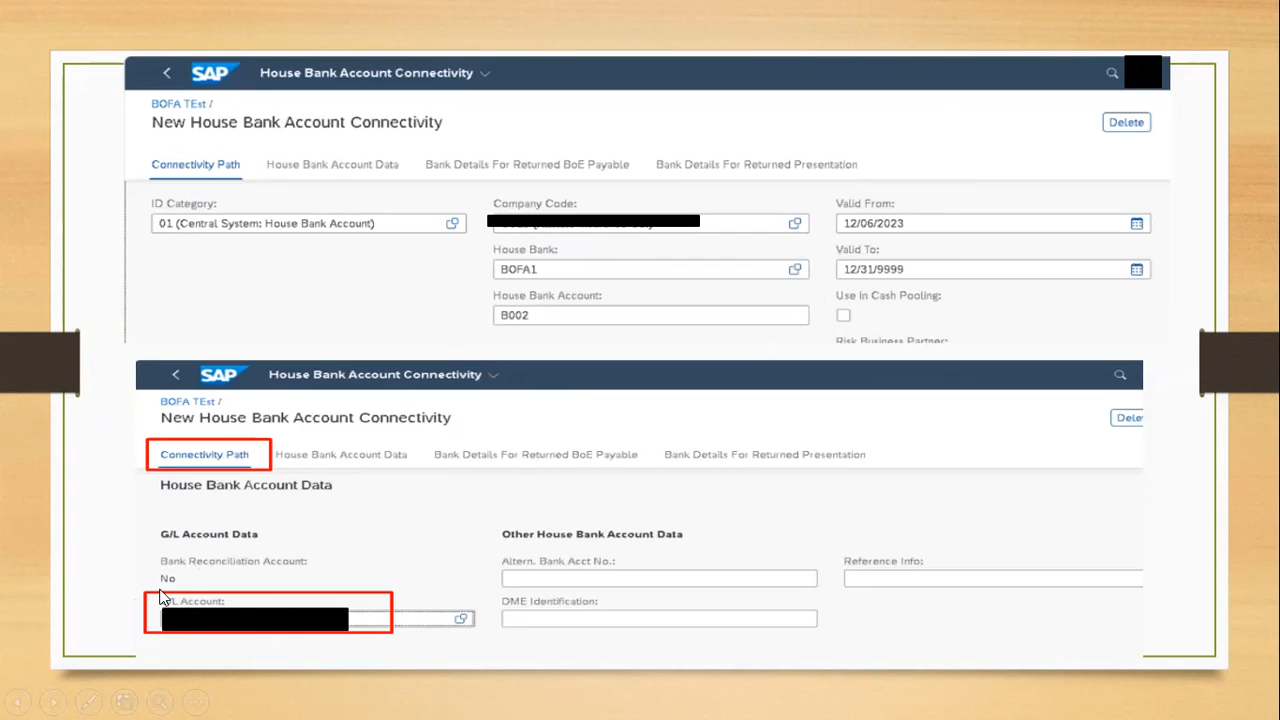 SAP House Bank Account Connectivity
BOFA TEst /
New House Bank Account Connectivity
Delete
Connectivity Path House Bank Account Data Bank Details For Returned BoE Payable Bank Details For Returned Presentation
ID Category: Company Code: Valid From:
01 (Central System: House Bank Account) 12/06/2023
House Bank: Valid To:
BOFA1 12/31/9999
House Bank Account: Use in Cash Pooling:
B002
Risk Business Partner:
SAP House Bank Account Connectivity
BOFA TEst /
New House Bank Account Connectivity
Dele
Connectivity Path House Bank Account Data Bank Details For Returned BoE Payable Bank Details For Returned Presentation
House Bank Account Data
G/L Account Data Other House Bank Account Data
Bank Reconciliation Account: Altern. Bank Acct No.: Reference Info:
No
Account: DME Identification: